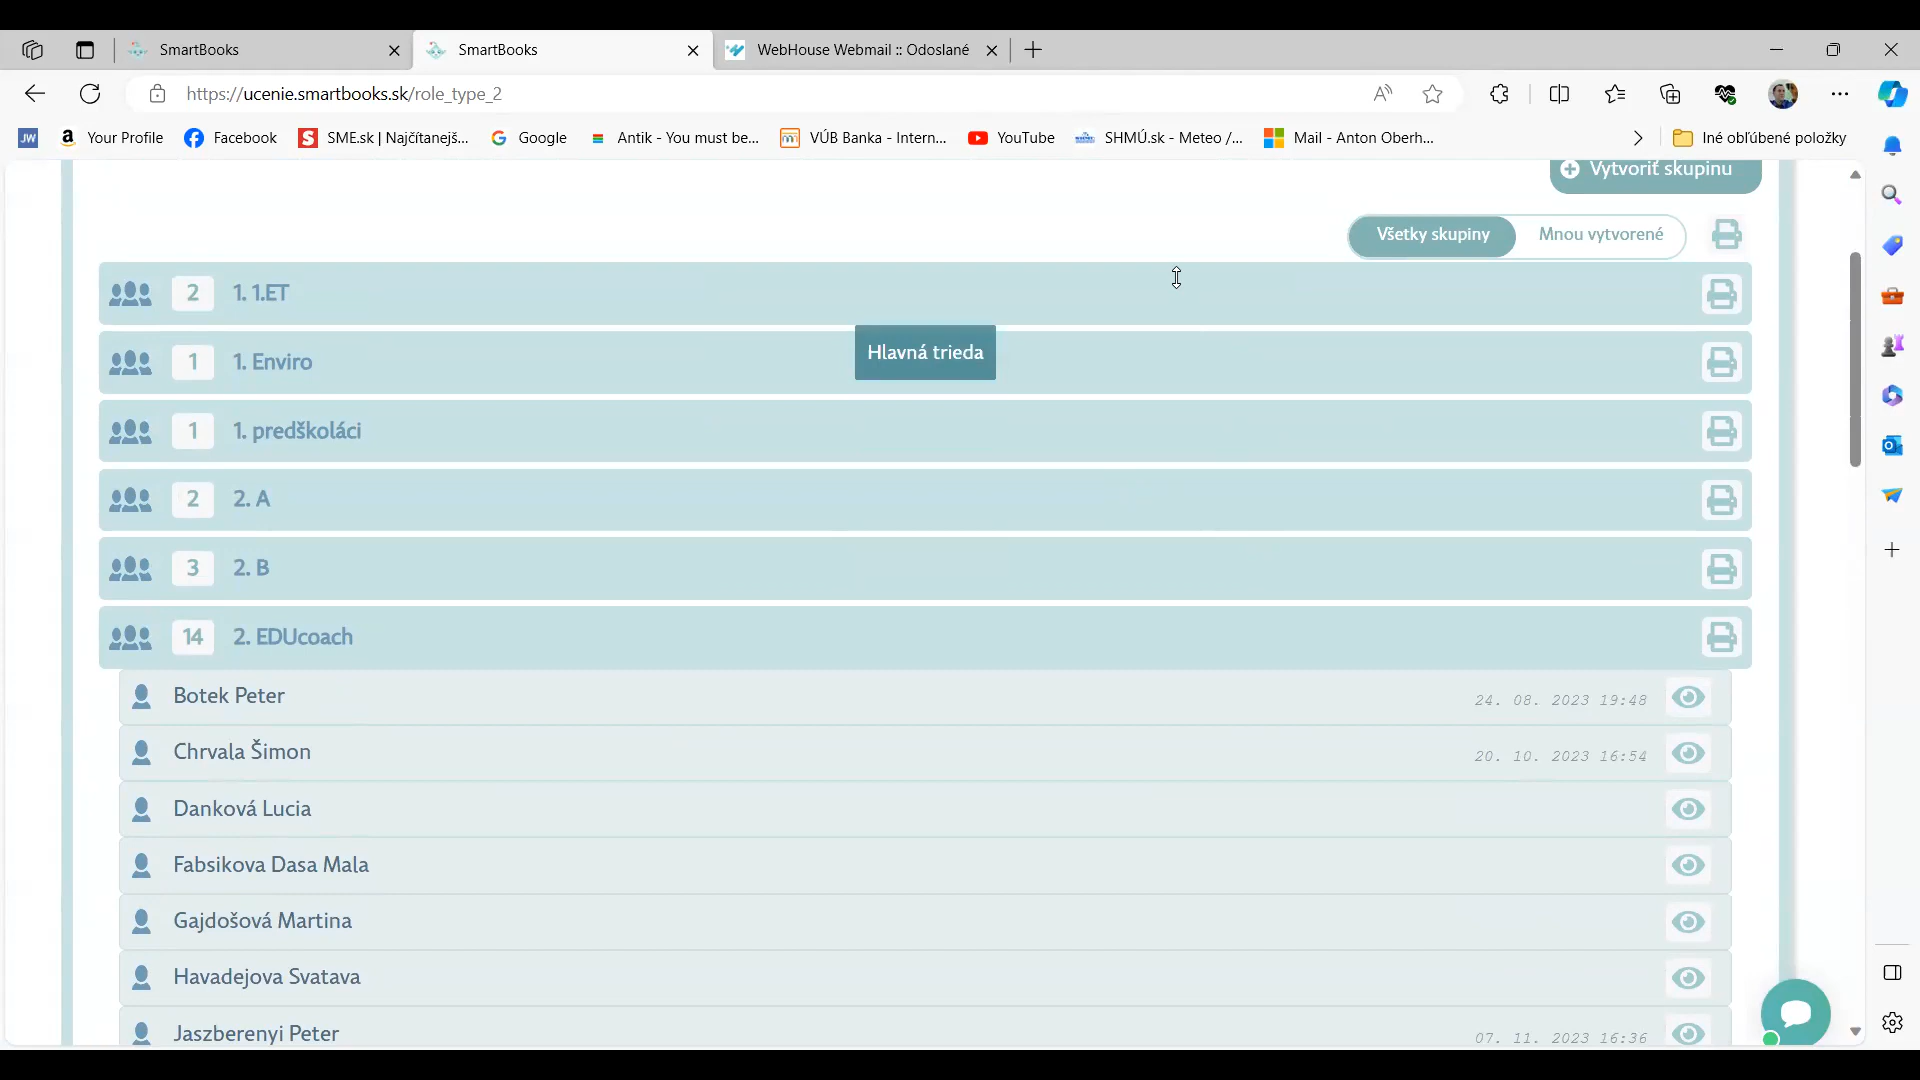 SmartBooks
SmartBooks
WebHouse Webmail :: Odoslané
https://ucenie.smartbooks.sk/role_type_2
JW
Your Profile
Facebook
SME.sk | Najčítanejš...
Google
Antik - You must be...
VÚB Banka - Intern...
YouTube
SHMÚ.sk - Meteo /...
Mail - Anton Oberh...
Iné obľúbené položky
Vytvoriť skupinu
Všetky skupiny
Mnou vytvorené
2 1. 1.ET
1 1. Enviro
Hlavná trieda
1 1. predškoláci
2 2. A
3 2. B
14 2. EDUcoach
Botek Peter 24. 08. 2023 19:48
Chrvala Šimon 20. 10. 2023 16:54
Danková Lucia
Fabsikova Dasa Mala
Gajdošová Martina
Havadejova Svatava
Jaszberenyi Peter 07. 11. 2023 16:36